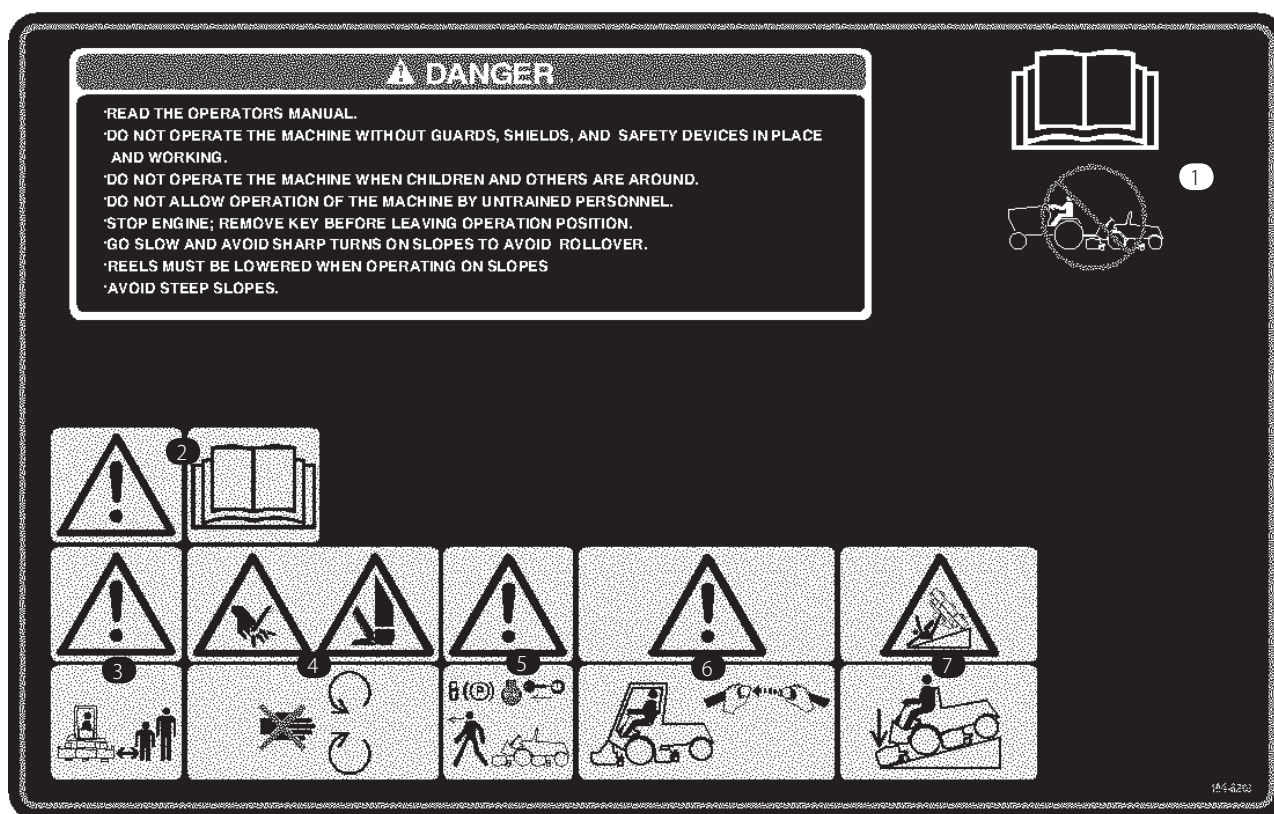 DANGER
·READ THE OPERATORS MANUAL.
·DO NOT OPERATE THE MACHINE WITHOUT GUARDS, SHIELDS, AND SAFETY DEVICES IN PLACE
AND WORKING.
·DO NOT OPERATE THE MACHINE WHEN CHILDREN AND OTHERS ARE AROUND.
·DO NOT ALLOW OPERATION OF THE MACHINE BY UNTRAINED PERSONNEL.
·STOP ENGINE; REMOVE KEY BEFORE LEAVING OPERATION POSITION.
·GO SLOW AND AVOID SHARP TURNS ON SLOPES TO AVOID ROLLOVER.
·REELS MUST BE LOWERED WHEN OPERATING ON SLOPES
·AVOID STEEP SLOPES.
1
2
3
4
5
6
7
(P)